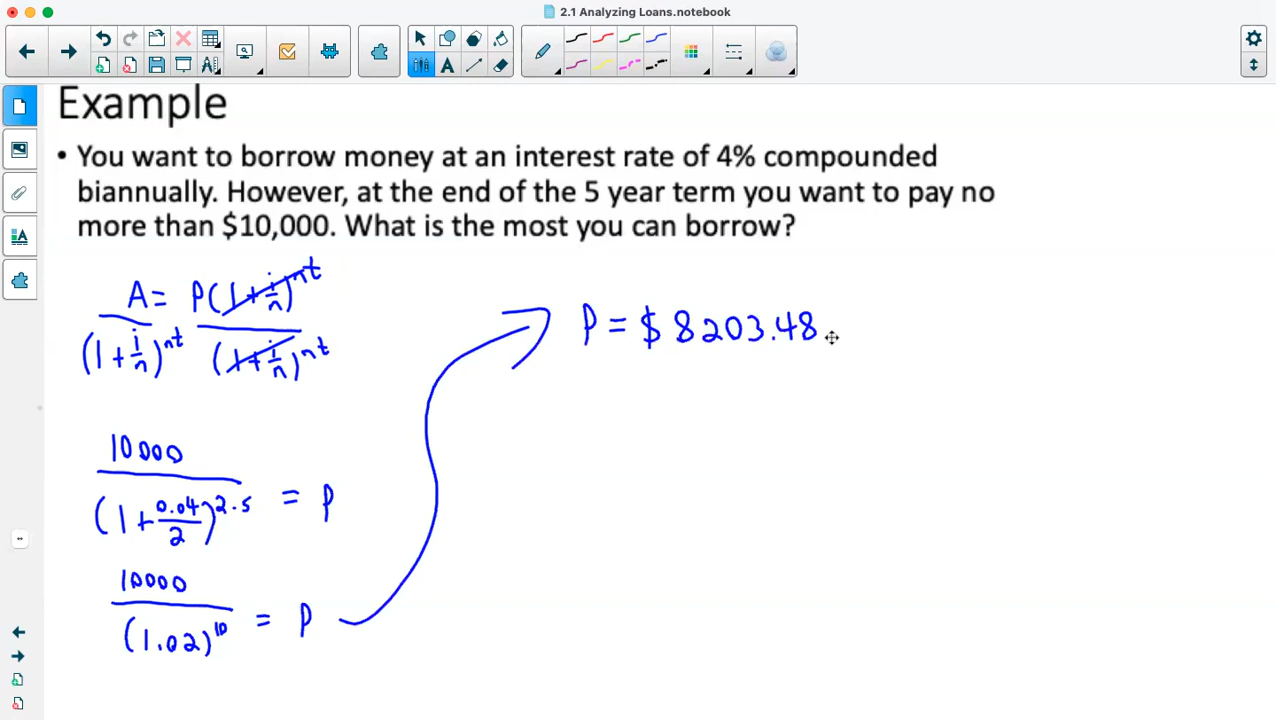 2.1 Analyzing Loans.notebook
Example
• You want to borrow money at an interest rate of 4% compounded
biannually. However, at the end of the 5 year term you want to pay no
more than $10,000. What is the most you can borrow?
A = P(1+i/n)^nt
(1+i/n)^nt (1+i/n)^nt
P = $8203.48
10000
(1+0.04/2)^2·5 = P
10000
(1.02)^10 = P